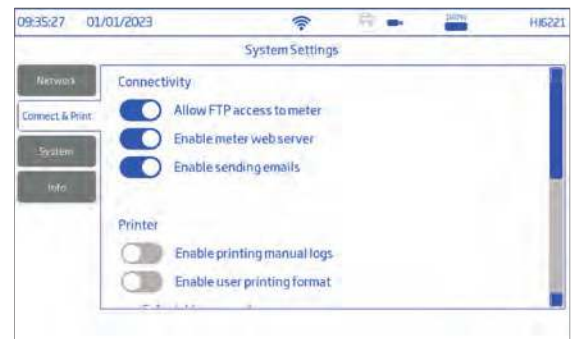 09:35:27 01/01/2023 HI6221
System Settings
Network
Connect & Print
System
Info
Connectivity
Allow FTP access to meter
Enable meter web server
Enable sending emails
Printer
Enable printing manual logs
Enable user printing format